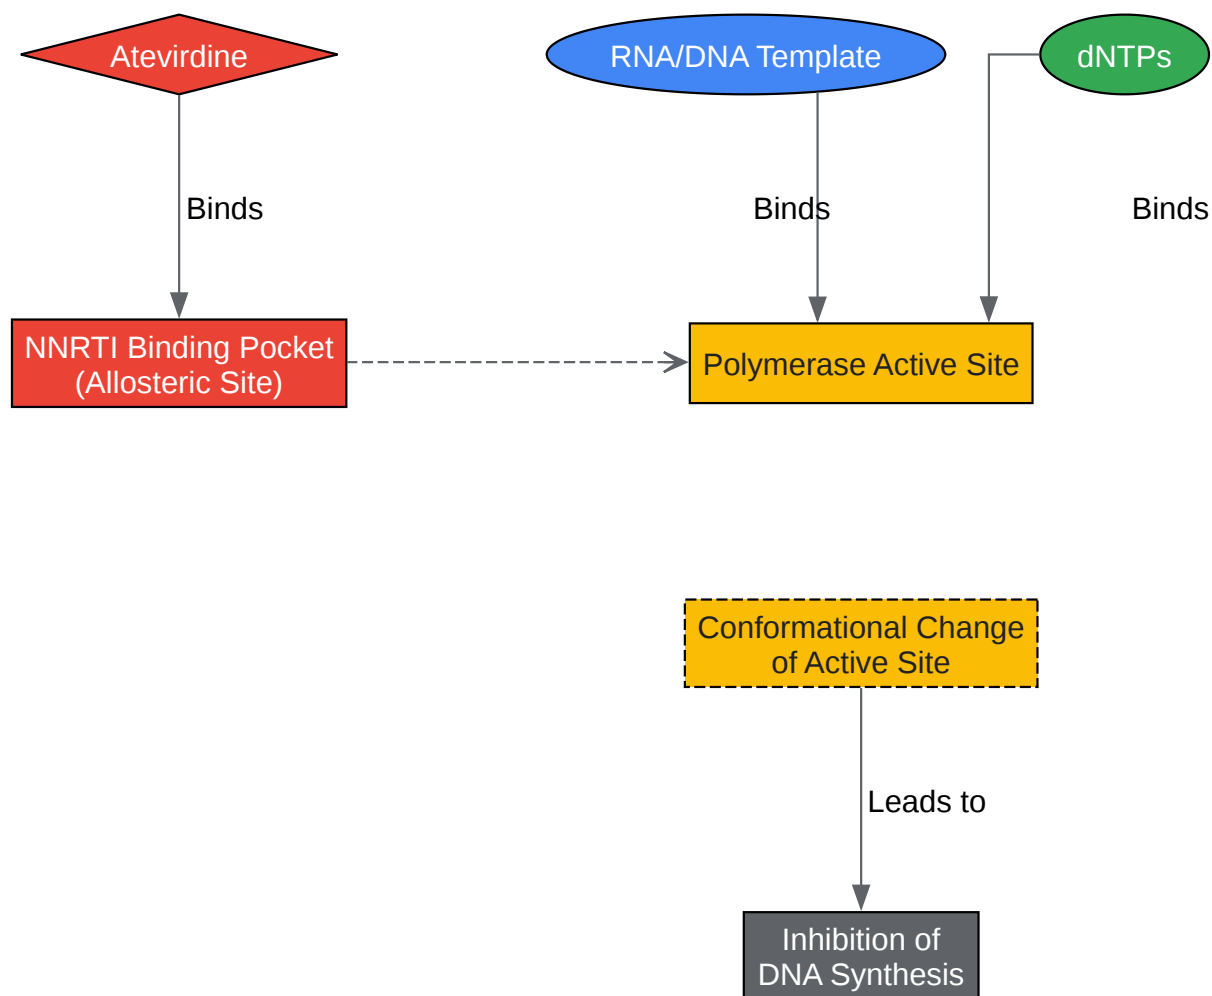 Atevirdine
RNA/DNA Template
dNTPs
Binds
Binds
Binds
NNRTI Binding Pocket
(Allosteric Site)
Polymerase Active Site
Conformational Change
of Active Site
Leads to
Inhibition of
DNA Synthesis